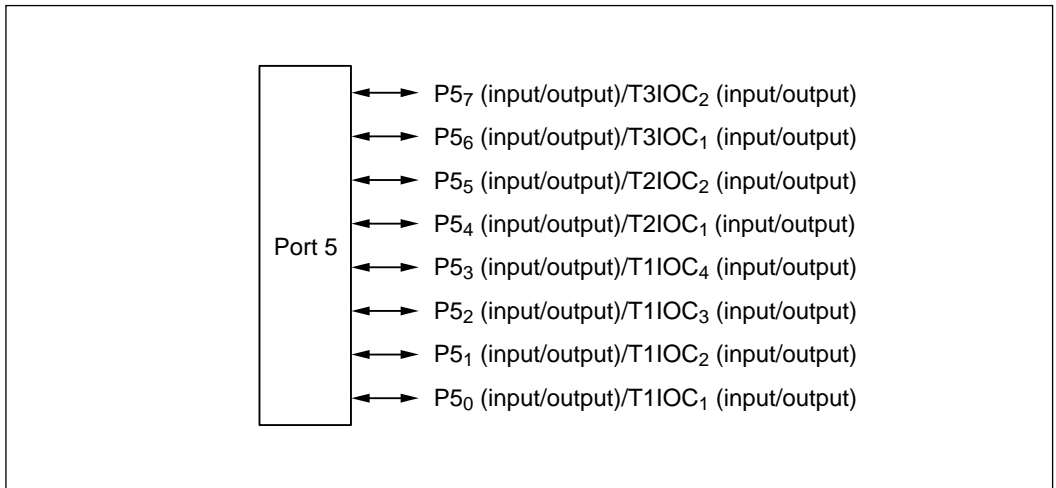 P5₇ (input/output)/T3IOC₂ (input/output)
P5₆ (input/output)/T3IOC₁ (input/output)
P5₅ (input/output)/T2IOC₂ (input/output)
P5₄ (input/output)/T2IOC₁ (input/output)
Port 5
P5₃ (input/output)/T1IOC₄ (input/output)
P5₂ (input/output)/T1IOC₃ (input/output)
P5₁ (input/output)/T1IOC₂ (input/output)
P5₀ (input/output)/T1IOC₁ (input/output)